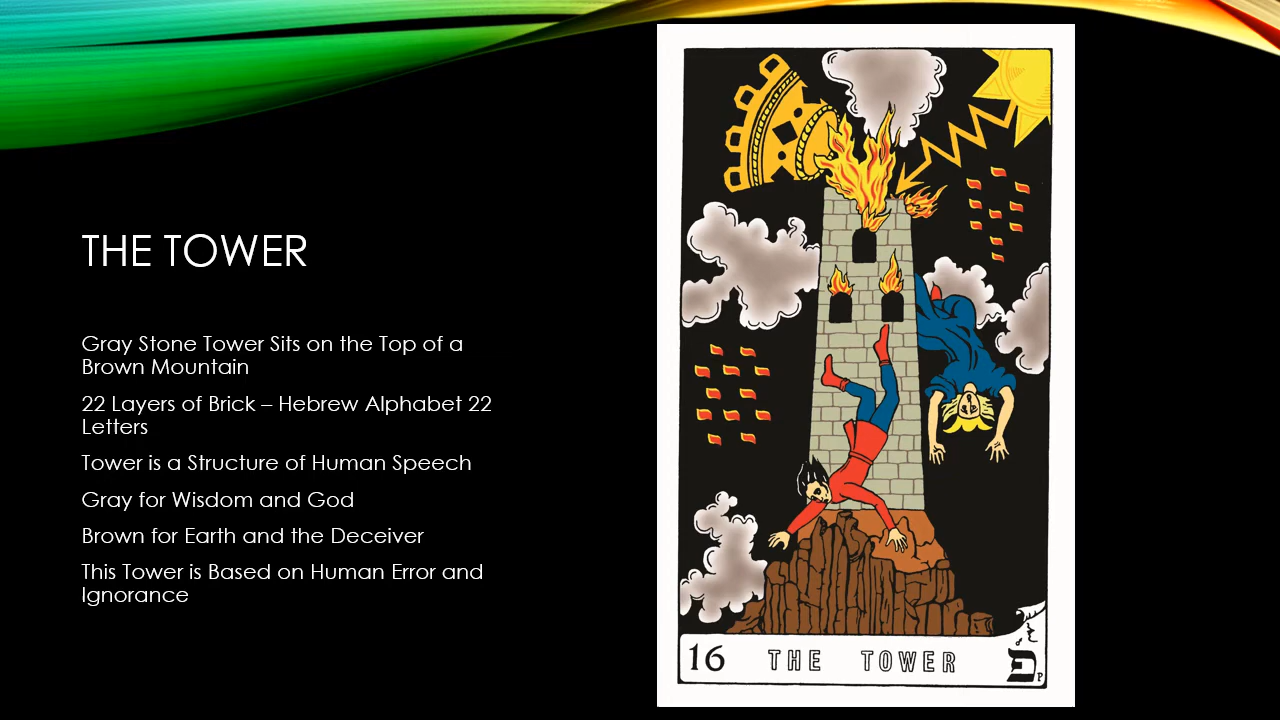 THE TOWER
Gray Stone Tower Sits on the Top of a
Brown Mountain
22 Layers of Brick – Hebrew Alphabet 22
Letters
Tower is a Structure of Human Speech
Gray for Wisdom and God
Brown for Earth and the Deceiver
This Tower is Based on Human Error and
Ignorance
16 THE TOWER פ P